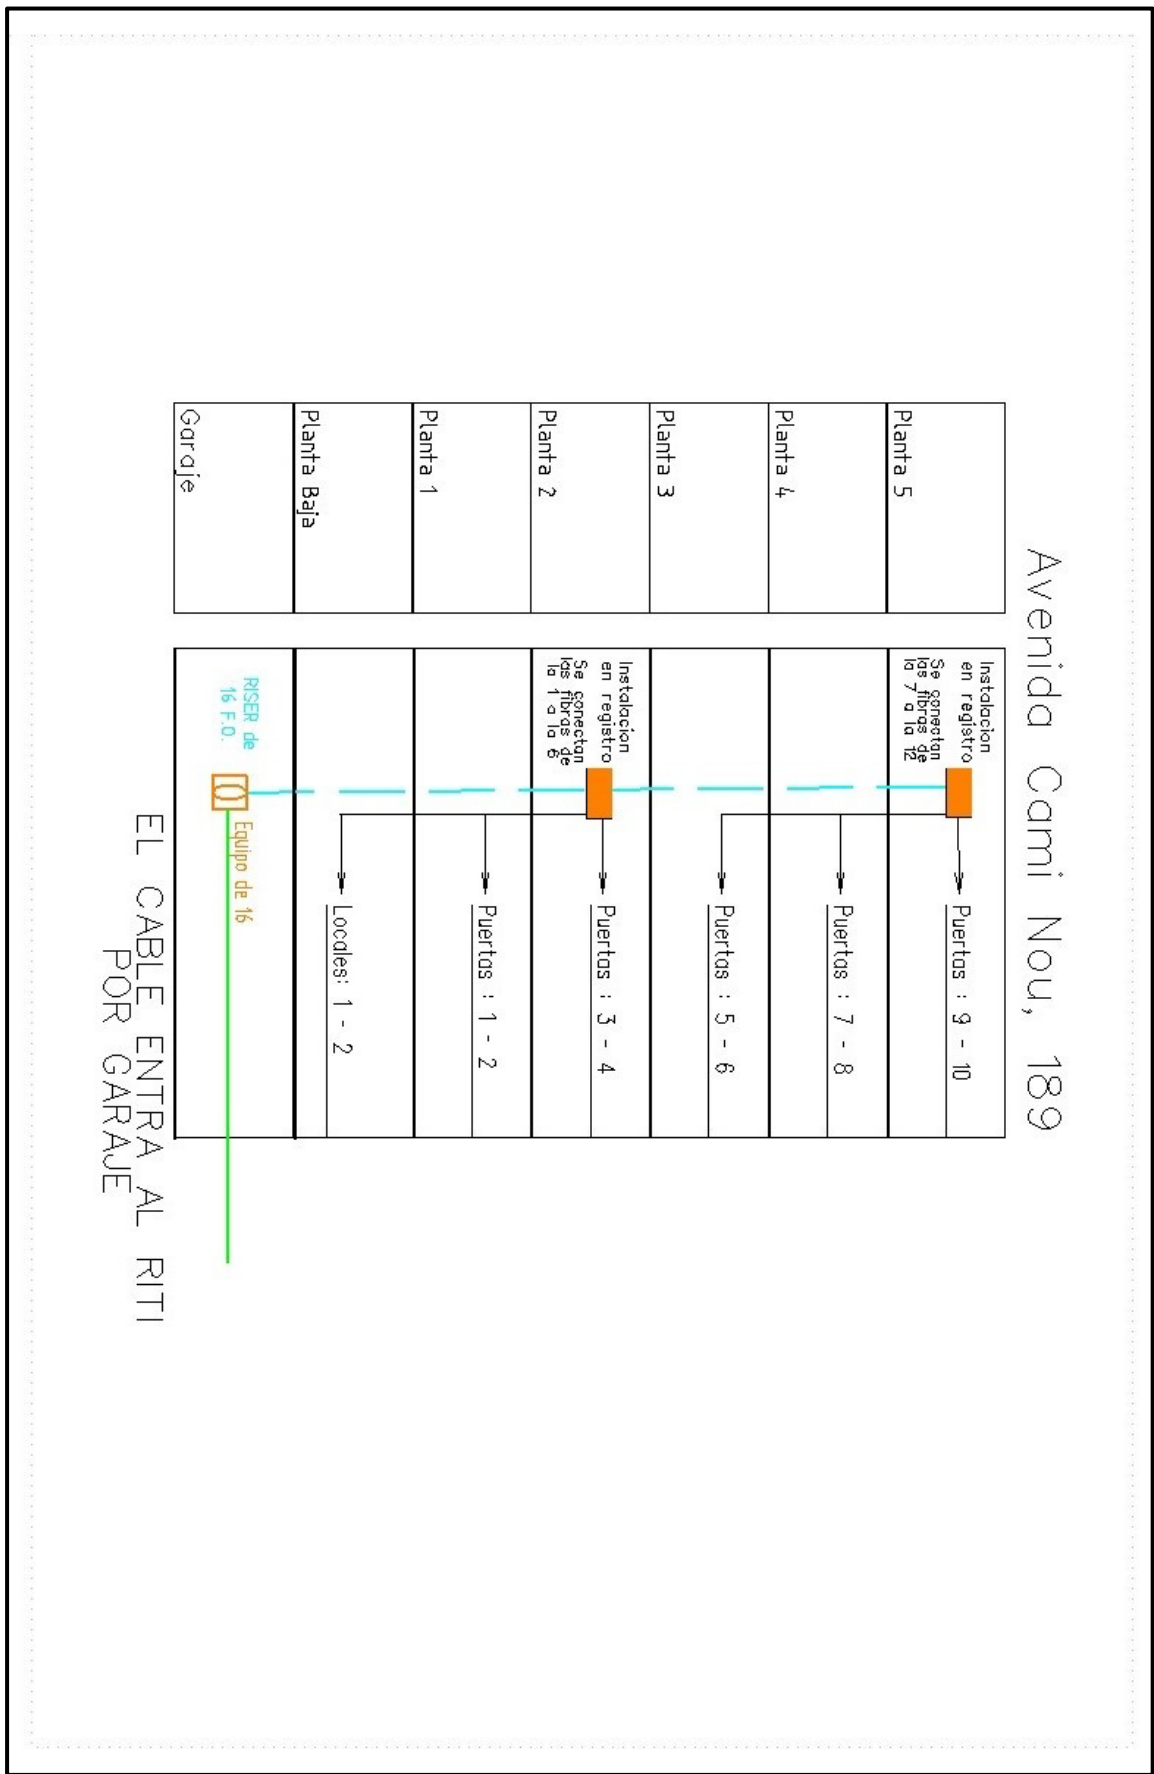 Avenida Cami Nou, 189
Planta 5
Instalacion
en registro
Se conectan
las fibras de
la 7 a la 12
Puertas : 9 - 10
Planta 4
Puertas : 7 - 8
Planta 3
Puertas : 5 - 6
Planta 2
Instalacion
en registro
Se conectan
las fibras de
la 1 a la 6
Puertas : 3 - 4
Planta 1
Puertas : 1 - 2
Planta Baja
Locales: 1 - 2
Garaje
RISER de
16 F.O.
Equipo de 16
EL CABLE ENTRA AL RITI
POR GARAJE